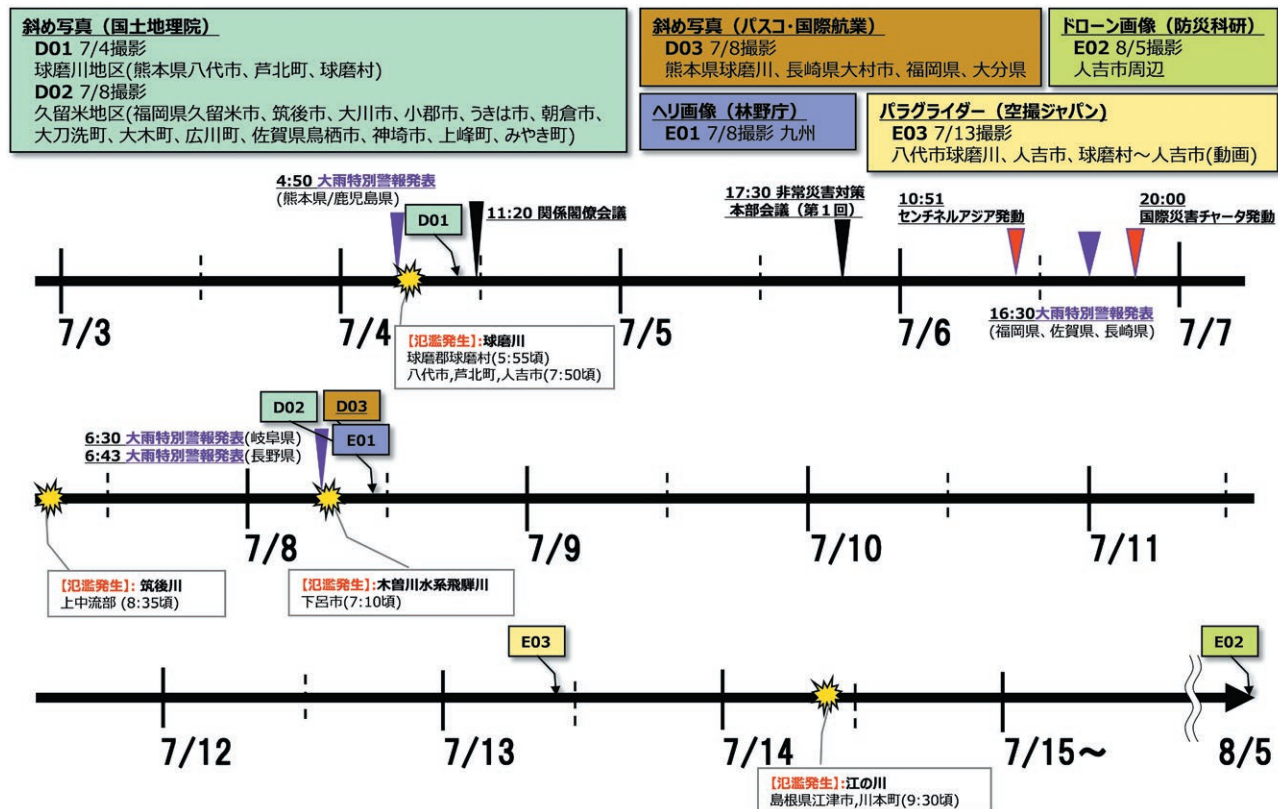 斜め写真（国土地理院）
D01 7/4撮影
球磨川地区(熊本県八代市、芦北町、球磨村)
D02 7/8撮影
久留米地区(福岡県久留米市、筑後市、大川市、小郡市、うきは市、朝倉市、
大刀洗町、大木町、広川町、佐賀県鳥栖市、神埼市、上峰町、みやき町)
斜め写真（パスコ・国際航業）
D03 7/8撮影
熊本県球磨川、長崎県大村市、福岡県、大分県
ドローン画像（防災科研）
E02 8/5撮影
人吉市周辺
ヘリ画像（林野庁）
E01 7/8撮影 九州
パラグライダー（空撮ジャパン)
E03 7/13撮影
八代市球磨川、人吉市、球磨村～人吉市(動画)
4:50 大雨特別警報発表
(熊本県/鹿児島県)
D01
11:20 関係閣僚会議
17:30 非常災害対策
本部会議（第１回）
10:51
センチネルアジア発動
20:00
国際災害チャータ発動
7/3
7/4
7/5
7/6
7/7
16:30大雨特別警報発表
(福岡県、佐賀県、長崎県)
【氾濫発生】:球磨川
球磨郡球磨村(5:55頃)
八代市,芦北町,人吉市(7:50頃)
D02
D03
E01
6:30 大雨特別警報発表(岐阜県)
6:43 大雨特別警報発表(長野県)
7/8
7/9
7/10
7/11
【氾濫発生】: 筑後川
上中流部 (8:35頃)
【氾濫発生】:木曽川水系飛騨川
下呂市(7:10頃)
E03
E02
7/12
7/13
7/14
7/15～
8/5
【氾濫発生】:江の川
島根県江津市,川本町(9:30頃)